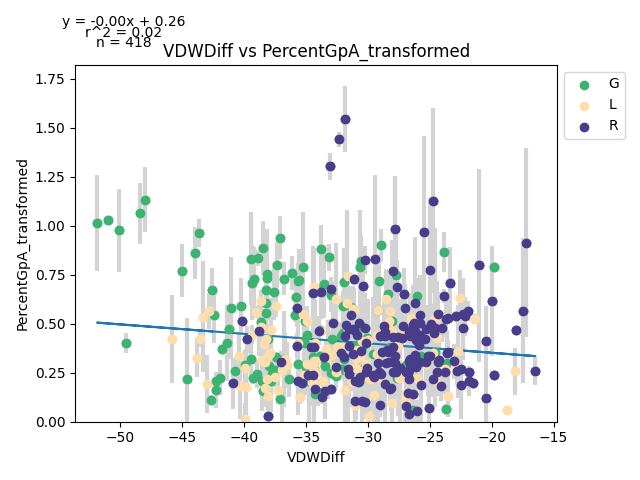 y = -0.00x + 0.26
r^2 = 0.02
n = 418
VDWDiff vs PercentGpA_transformed
G
L
R
PercentGpA_transformed
1.75
1.50
1.25
1.00
0.75
0.50
0.25
0.00
−50
−45
−40
−35
−30
−25
−20
−15
VDWDiff